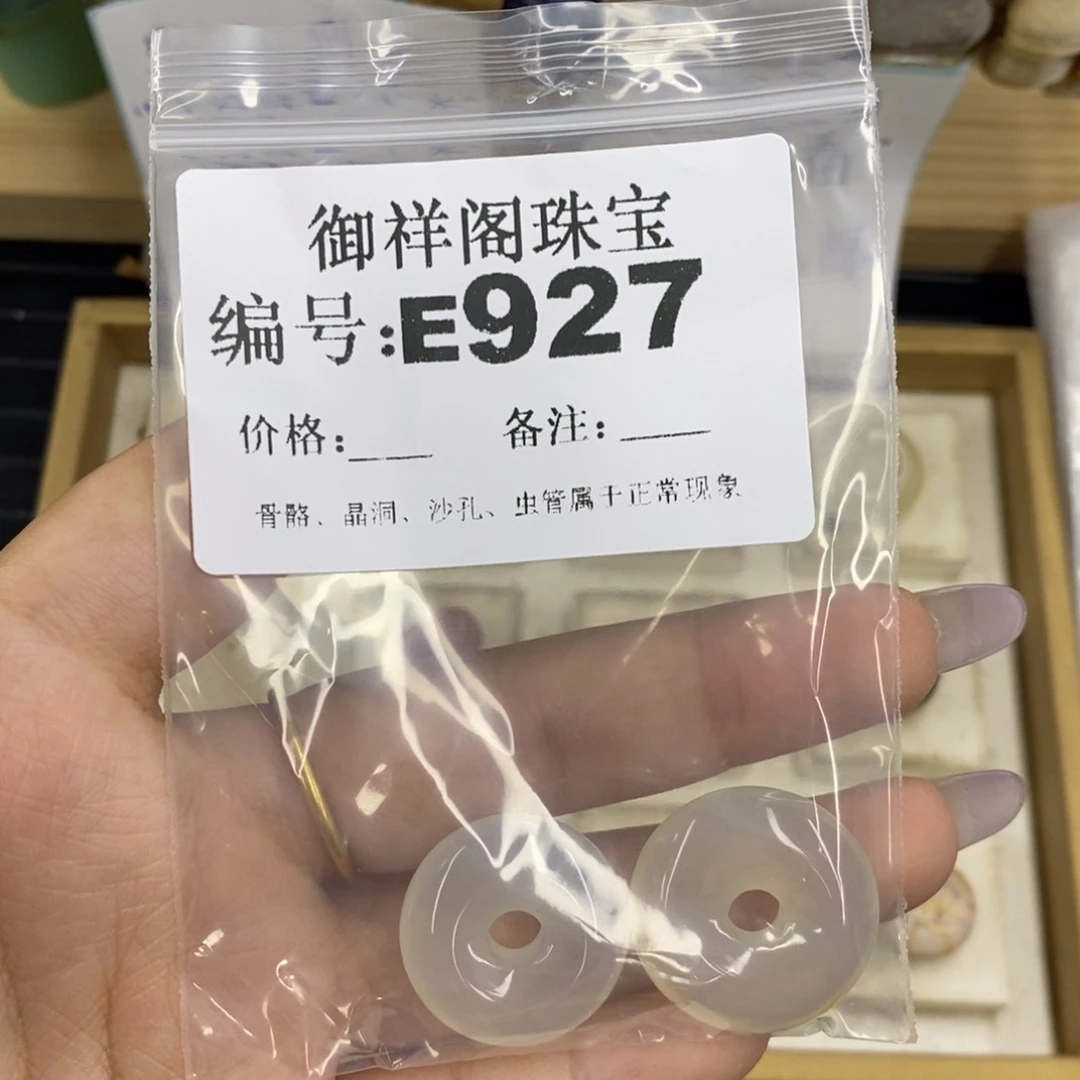 御祥阁珠宝
编号:E927
价格:___ 备注:____
骨骼、晶洞、沙孔、虫管属于正常现象